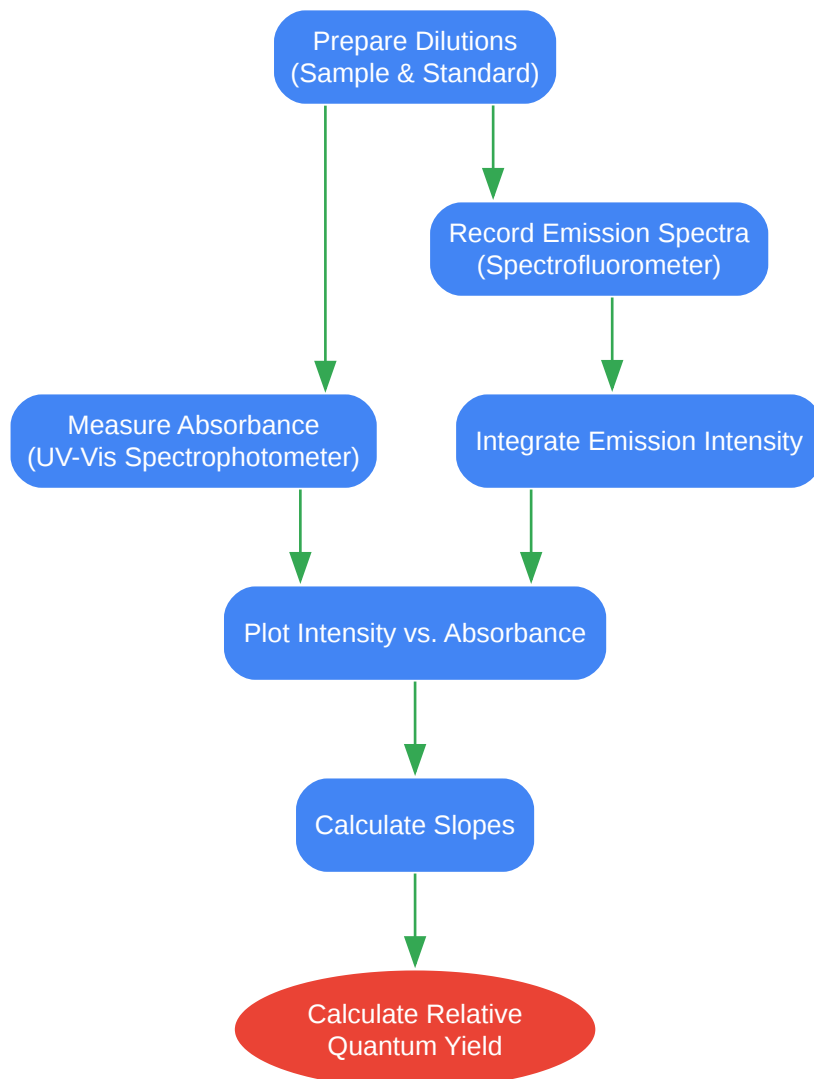 Prepare Dilutions
(Sample & Standard)
Record Emission Spectra
(Spectrofluorometer)
Measure Absorbance
(UV-Vis Spectrophotometer)
Integrate Emission Intensity
Plot Intensity vs. Absorbance
Calculate Slopes
Calculate Relative
Quantum Yield